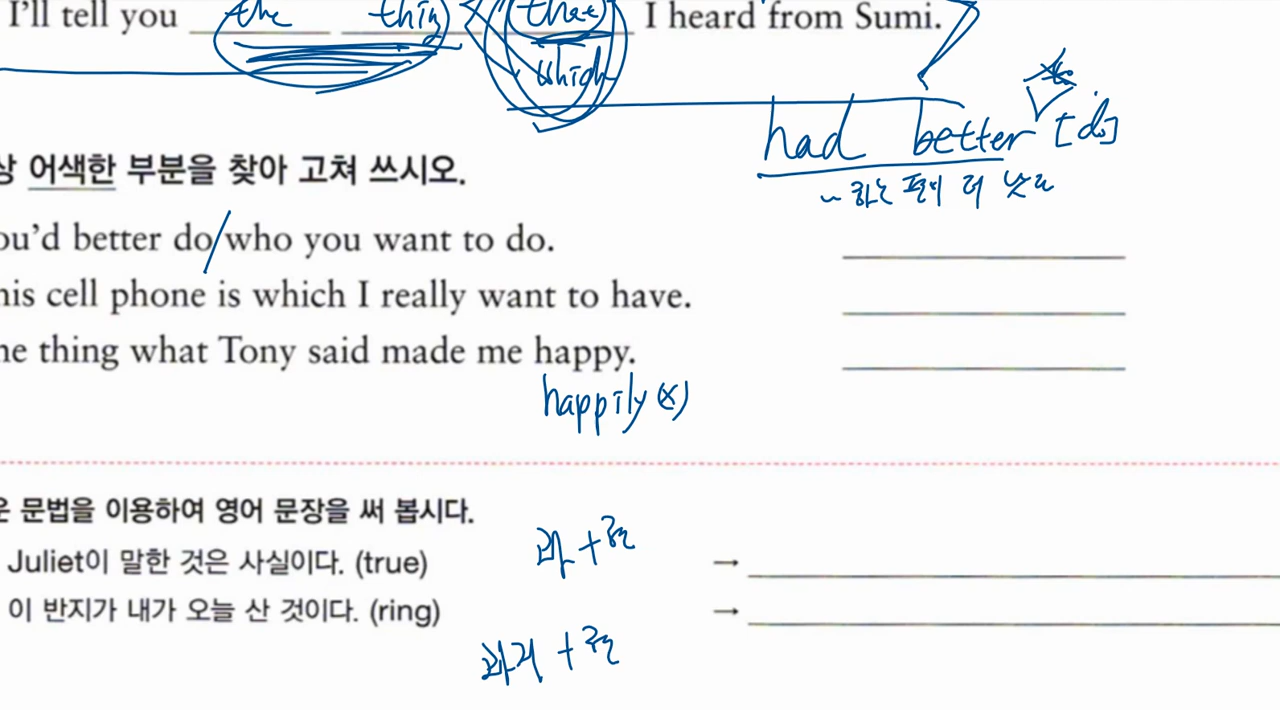 I'll tell you the thing that I heard from Sumi.
which
had better [do]
~하는 편이 더 낫다
상 어색한 부분을 찾아 고쳐 쓰시오.
ou'd better do/who you want to do.
his cell phone is which I really want to have.
he thing what Tony said made me happy.
happily (x)
운 문법을 이용하여 영어 문장을 써 봅시다.
Juliet이 말한 것은 사실이다. (true) →
이 반지가 내가 오늘 산 것이다. (ring) →